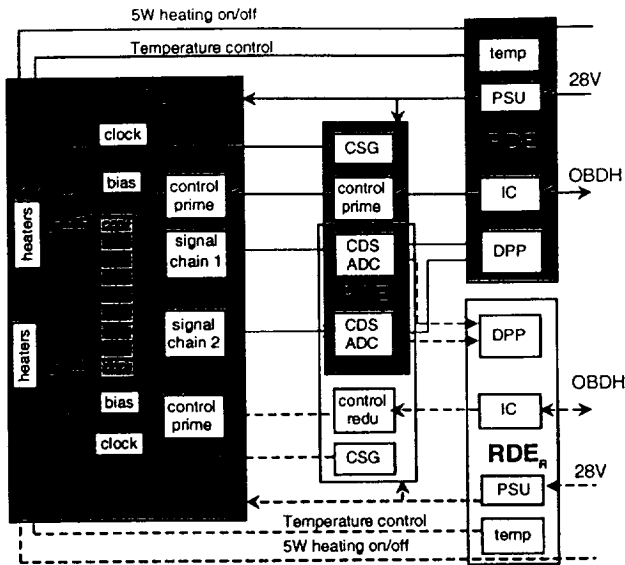 5W heating on/off
Temperature control
temp
28V
PSU
clock
CSG
RDE
bias
control
prime
control
prime
IC
OBDH
heaters
signal
chain 1
CDS
ADC
DPP
signal
chain 2
CDS
ADC
DPP
heaters
OBDH
bias
control
prime
control
redu
IC
clock
CSG
RDE R
28V
PSU
Temperature control
temp
5W heating on/off